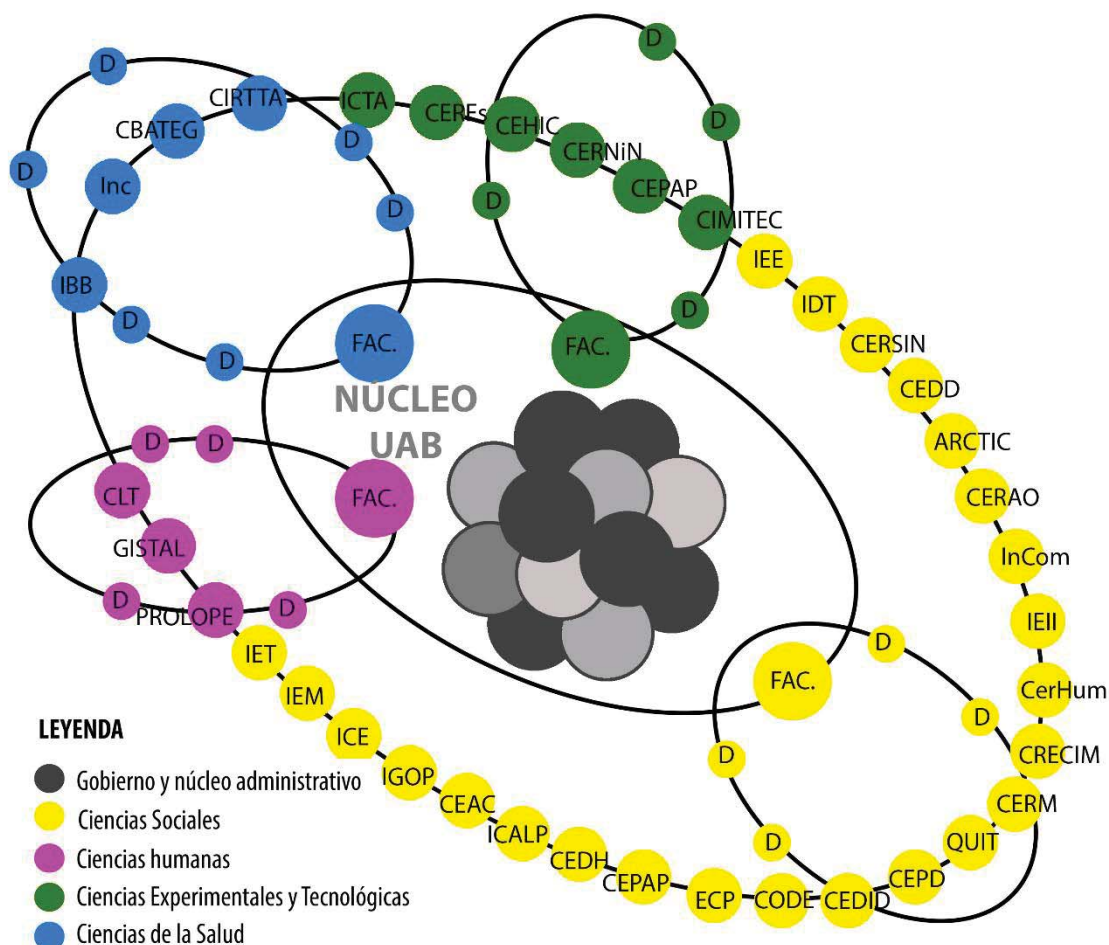 D
D
CIRTTA
ICTA
CEREs
CEHIC
D
D
CBATEG
D
CERNiN
D
Inc
CEPAP
D
D
CIMITEC
IBB
IEE
D
IDT
D
D
FAC.
FAC.
CERSIN
CEDD
NÚCLEO
UAB
ARCTIC
D
D
CLT
FAC.
CERAO
GISTAL
InCom
D
PROLOPE
D
IEII
IET
D
FAC.
CerHum
IEM
D
ICE
D
CRECIM
IGOP
CEAC
CERM
ICALP
D
QUIT
CEDH
CEPAP
CEPD
ECP
CODE
CEDID
LEYENDA
Gobierno y núcleo administrativo
Ciencias Sociales
Ciencias humanas
Ciencias Experimentales y Tecnológicas
Ciencias de la Salud